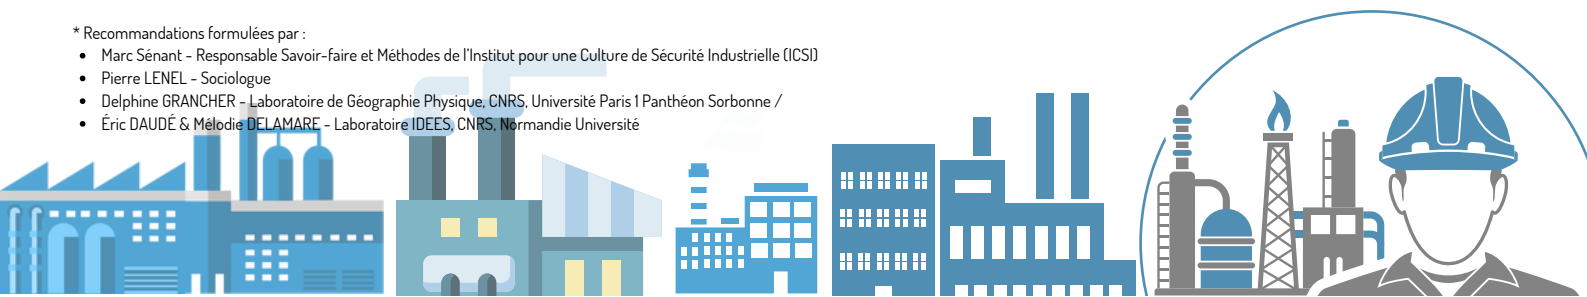 * Recommandations formulées par :
• Marc Sénant - Responsable Savoir-faire et Méthodes de l'Institut pour une Culture de Sécurité Industrielle (ICSI)
• Pierre LENEL - Sociologue
• Delphine GRANCHER - Laboratoire de Géographie Physique, CNRS, Université Paris 1 Panthéon Sorbonne /
• Éric DAUDÉ & Mélodie DELAMARE - Laboratoire IDEES, CNRS, Normandie Université